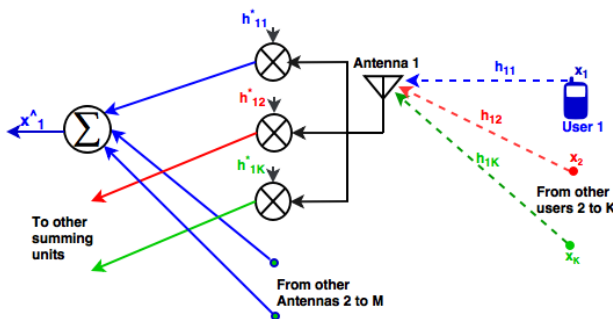 h*11
Antenna 1
h11
x1
x^1
Σ
h*12
User 1
h12
h*1K
h1K
x2
From other
users 2 to K
To other
summing
units
xK
From other
Antennas 2 to M